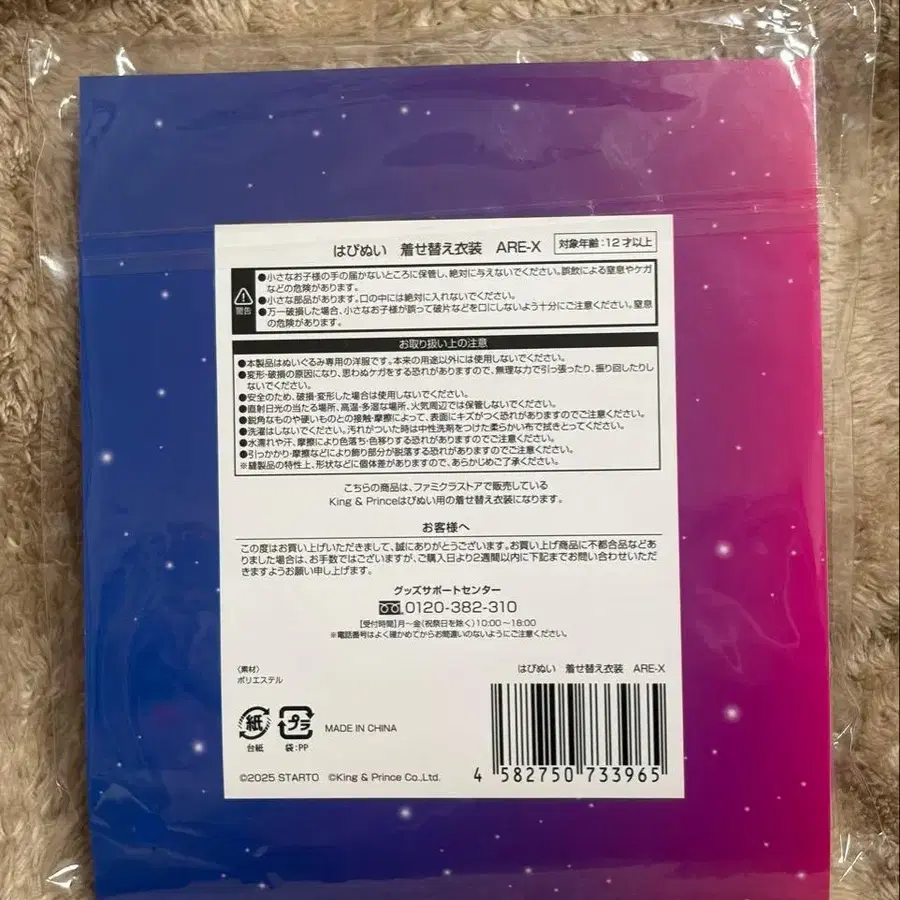 はぴぬい 着せ替え衣装 ARE-X
対象年齢:12才以上
警告
●小さなお子様の手の届かないところに保管し、絶対に与えないでください。誤飲による窒息やケガ
などの危険があります。
●小さな部品があります。口の中には絶対に入れないでください。
●万一破損した場合、小さなお子様が誤って破片などを口にしないよう十分にご注意ください。窒息
の危険があります。
お取り扱い上の注意
●本製品はぬいぐるみ専用の洋服です。本来の用途以外には使用しないでください。
●変形・破損の原因になり、思わぬケガをする恐れがありますので、無理な力で引っ張ったり、振り回したりし
ないでください。
●安全のため、破損・変形した場合は使用しないでください。
●直射日光の当たる場所、高温・多湿な場所、火気周辺では保管しないでください。
●鋭角なものや硬いものとの接触・摩擦によって、表面にキズがつく恐れがありますのでご注意ください。
●洗濯はしないでください。汚れがついた時は中性洗剤をつけた柔らかい布で拭きとってください。
●水濡れや汗、摩擦により色落ち・色移りする恐れがありますのでご注意ください。
●引っかかり・摩擦などにより飾り部分が脱落する恐れがありますのでご注意ください。
※縫製品の特性上、形状などに個体差がありますので、あらかじめご了承ください。
こちらの商品は、ファミクラストアで販売している
King & Princeはぴぬい用の着せ替え衣装になります。
お客様へ
この度はお買い上げいただきまして、誠にありがとうございます。お買い上げ商品に不都合品などあ
りました場合は、お手数ではございますが、ご購入日より2週間以内に下記までお問い合わせいただ
きますようお願い申し上げます。
グッズサポートセンター
0120-382-310
[受付時間]月〜金(祝祭日を除く)10:00〜18:00
※電話番号はよく確かめてからお間違いのないようにご注意ください。
はぴぬい 着せ替え衣装 ARE-X
〈素材〉
ポリエステル
紙 プラ MADE IN CHINA
台紙 袋:PP
©2025 STARTO ©King & Prince Co.,Ltd.
4 582750 733965